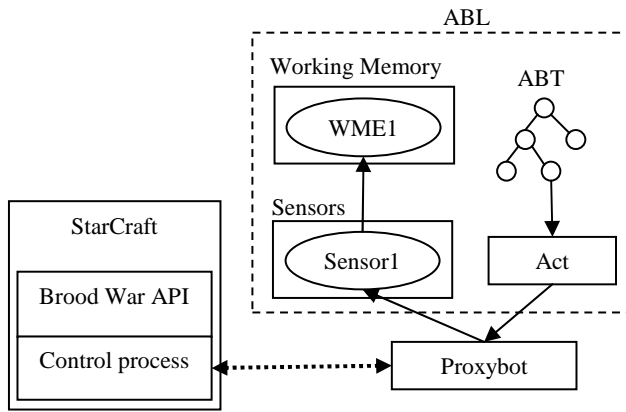 ABL
Working Memory
ABT
WME1
Sensors
StarCraft
Sensor1
Act
Brood War API
Control process
Proxybot